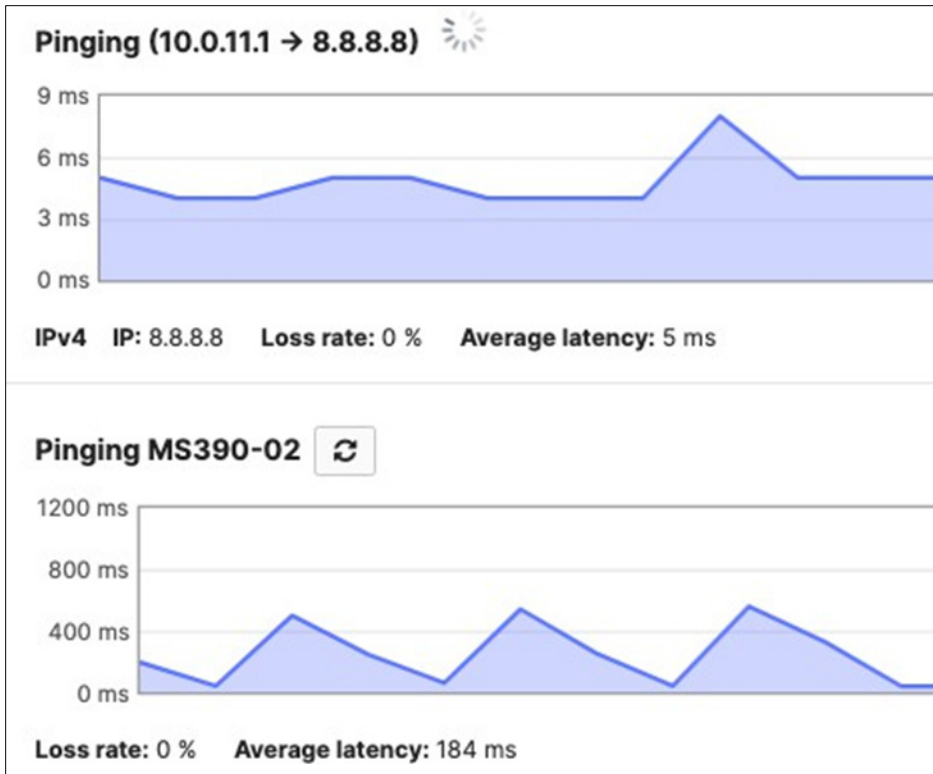 Pinging (10.0.11.1 → 8.8.8.8)
9 ms
6 ms
3 ms
0 ms
IPv4 IP: 8.8.8.8 Loss rate: 0 % Average latency: 5 ms
Pinging MS390-02
1200 ms
800 ms
400 ms
0 ms
Loss rate: 0 % Average latency: 184 ms